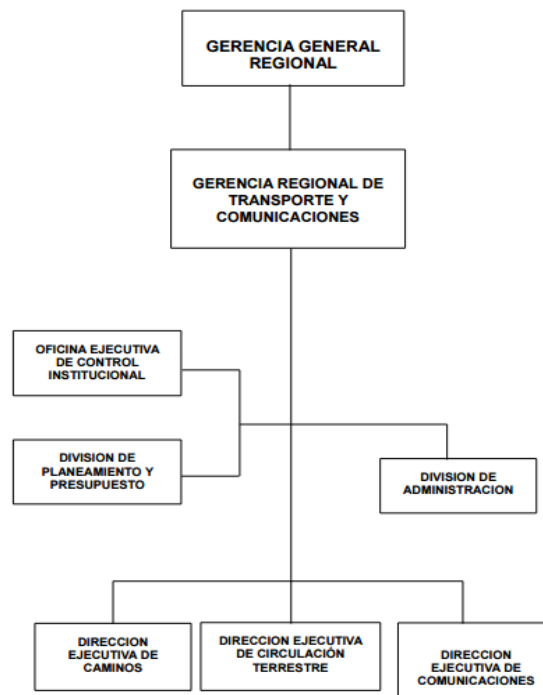 GERENCIA GENERAL
REGIONAL
GERENCIA REGIONAL DE
TRANSPORTE Y
COMUNICACIONES
OFICINA EJECUTIVA
DE CONTROL
INSTITUCIONAL
DIVISION DE
PLANEAMIENTO Y
PRESUPUESTO
DIVISION DE
ADMINISTRACION
DIRECCION
EJECUTIVA DE
CAMINOS
DIRECCION EJECUTIVA
DE CIRCULACIÓN
TERRESTRE
DIRECCION
EJECUTIVA DE
COMUNICACIONES